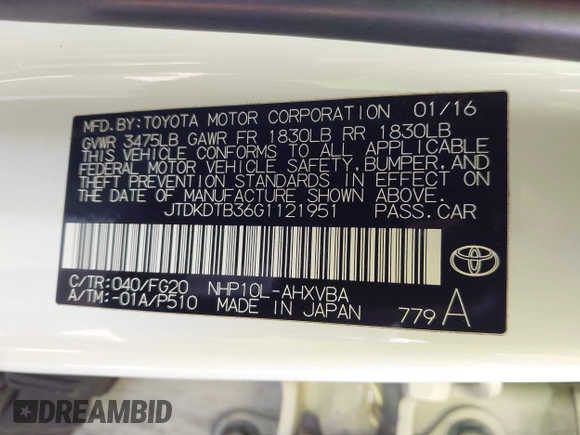 MFD.BY:TOYOTA MOTOR CORPORATION 01/16
GVWR 3475LB GAWR FR 1830LB RR 1830LB
THIS VEHICLE CONFORMS TO ALL APPLICABLE
FEDERAL MOTOR VEHICLE SAFETY, BUMPER, AND
THEFT PREVENTION STANDARDS IN EFFECT ON
THE DATE OF MANUFACTURE SHOWN ABOVE.
JTDKDTB36G1121951 PASS.CAR
C/TR:040/FG20 NHP10L-AHXVBA
A/TM:-01A/P510 MADE IN JAPAN 779A
DREAMBID